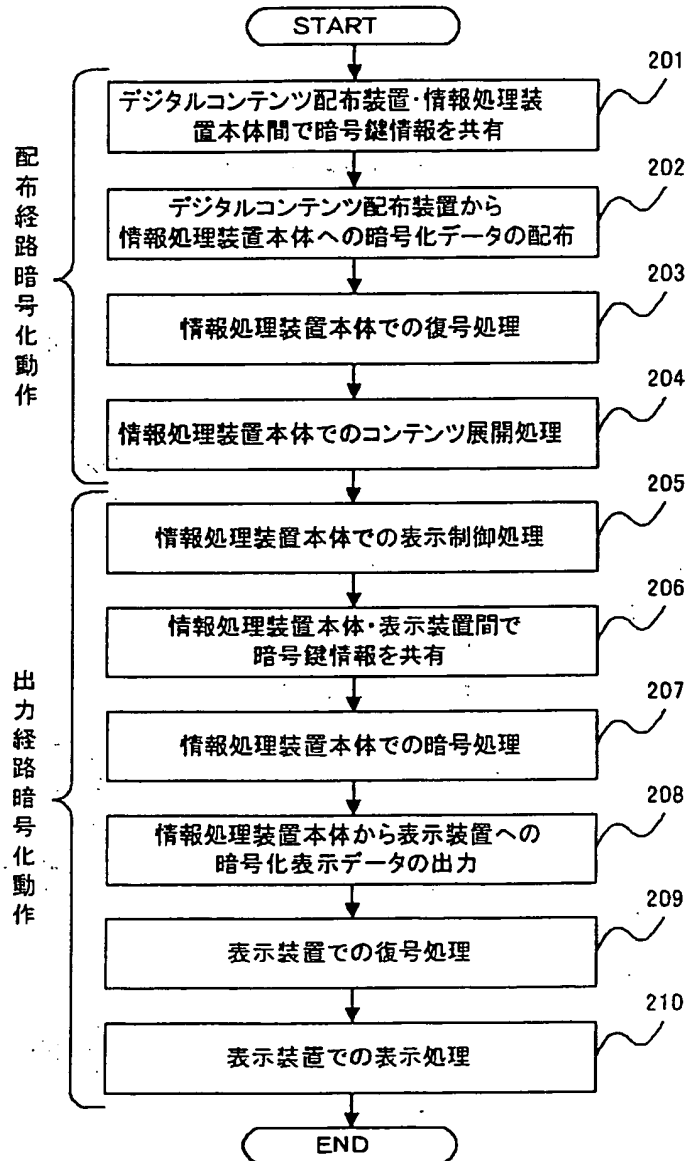 START
201
デジタルコンテンツ配布装置・情報処理装
置本体間で暗号鍵情報を共有
202
デジタルコンテンツ配布装置から
情報処理装置本体への暗号化データの配布
203
情報処理装置本体での復号処理
204
情報処理装置本体でのコンテンツ展開処理
配布経路暗号化動作
205
情報処理装置本体での表示制御処理
206
情報処理装置本体・表示装置間で
暗号鍵情報を共有
207
情報処理装置本体での暗号処理
208
情報処理装置本体から表示装置への
暗号化表示データの出力
209
表示装置での復号処理
210
表示装置での表示処理
出力経路暗号化動作
END